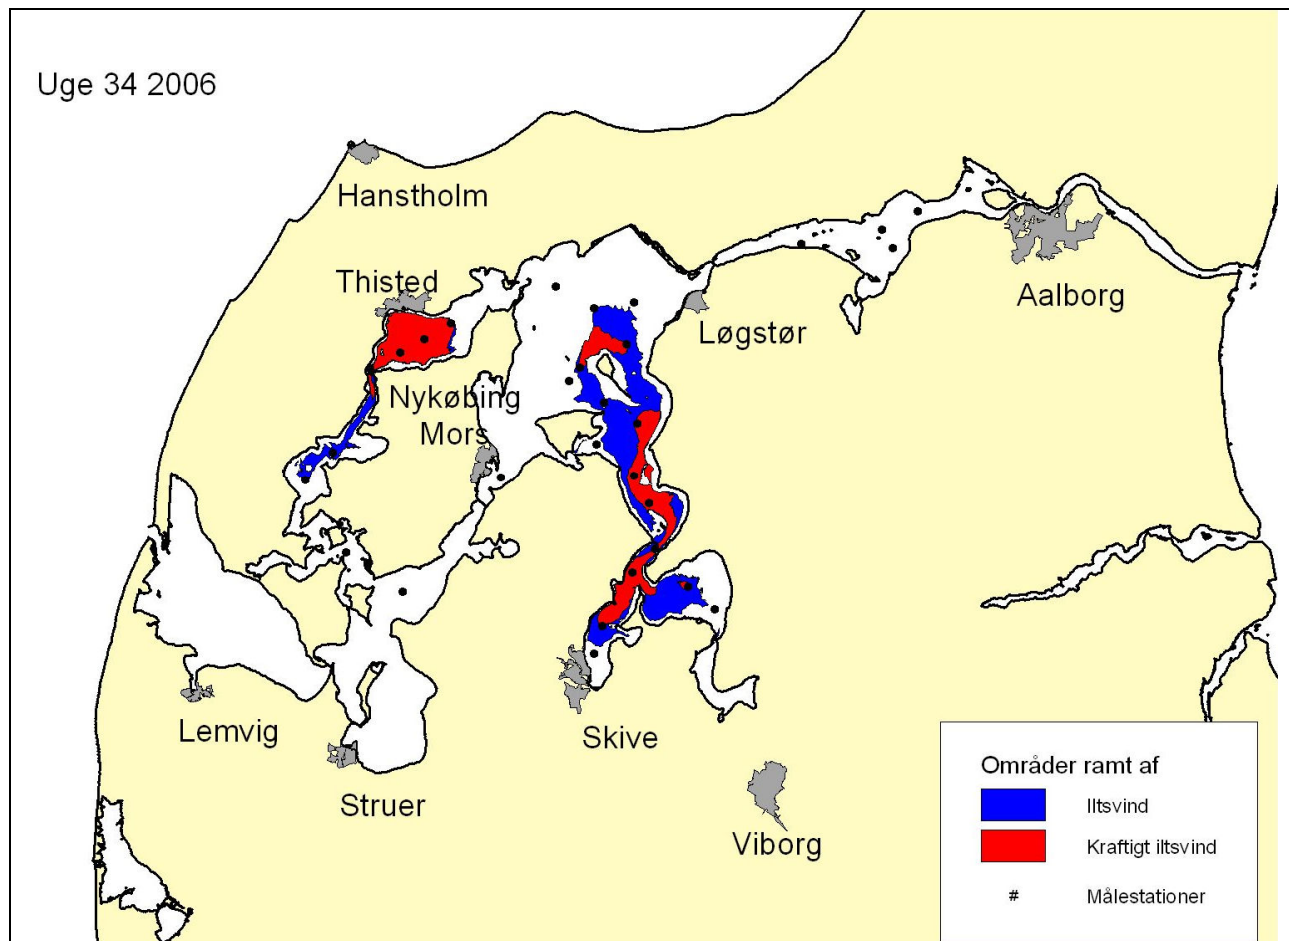 Uge 34 2006
Hanstholm
Thisted
Aalborg
Løgstør
Nykøbing
Mors
Lemvig
Skive
Struer
Viborg
Områder ramt af
Iltsvind
Kraftigt iltsvind
# Målestationer